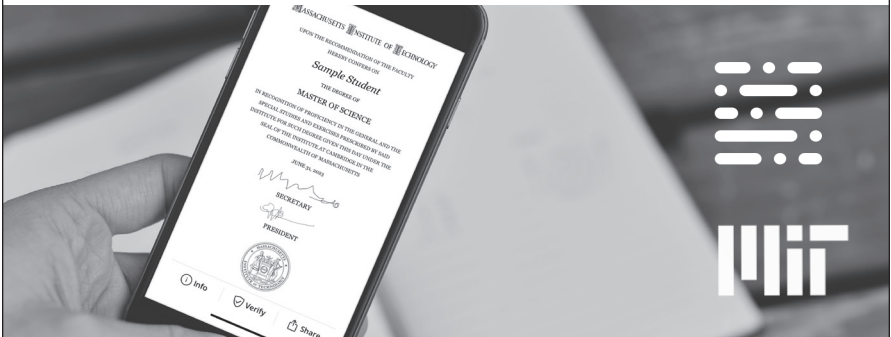 MASSACHUSETTS INSTITUTE OF TECHNOLOGY
UPON THE RECOMMENDATION OF THE FACULTY
HEREBY CONFERS ON
Sample Student
THE DEGREE OF
MASTER OF SCIENCE
IN RECOGNITION OF PROFICIENCY IN THE GENERAL AND THE
SPECIAL STUDIES AND EXERCISES PRESCRIBED BY SAID
INSTITUTE FOR SUCH DEGREE GIVEN THIS DAY UNDER THE
SEAL OF THE INSTITUTE AT CAMBRIDGE IN THE
COMMONWEALTH OF MASSACHUSETTS
SECRETARY
PRESIDENT
Info
Verify
Share
MIT